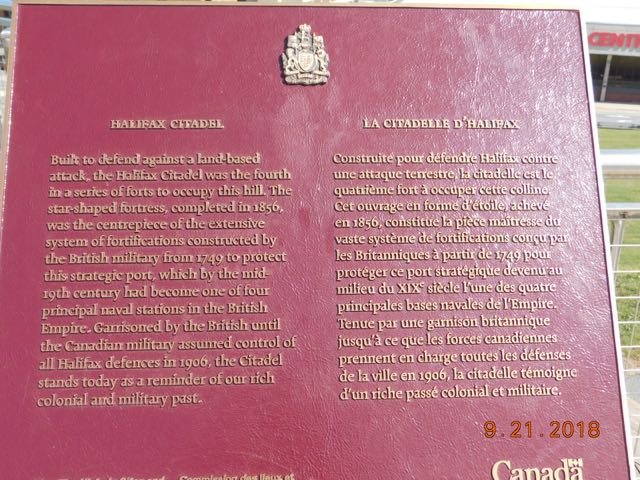 CENTR
HALIFAX CITADEL
Built to defend against a land-based
attack, the Halifax Citadel was the fourth
in a series of forts to occupy this hill. The
star-shaped fortress, completed in 1856,
was the centrepiece of the extensive
system of fortifications constructed by
the British military from 1749 to protect
this strategic port, which by the mid-
19th century had become one of four
principal naval stations in the British
Empire. Garrisoned by the British until
the Canadian military assumed control of
all Halifax defences in 1906, the Citadel
stands today as a reminder of our rich
colonial and military past.
LA CITADELLE D'HALIFAX
Construite pour défendre Halifax contre
une attaque terrestre, la citadelle est le
quatrième fort à occuper cette colline.
Cet ouvrage en forme d'étoile, achevé
en 1856, constitue la pièce maîtresse du
vaste système de fortifications conçu par
les Britanniques à partir de 1749 pour
protéger ce port stratégique devenu au
milieu du XIXe siècle l'une des quatre
principales bases navales de l'Empire.
Tenue par une garnison britannique
jusqu'à ce que les forces canadiennes
prennent en charge toutes les défenses
de la ville en 1906, la citadelle témoigne
d'un riche passé colonial et militaire.
9.21.2018
Commission des lieux et
Canada